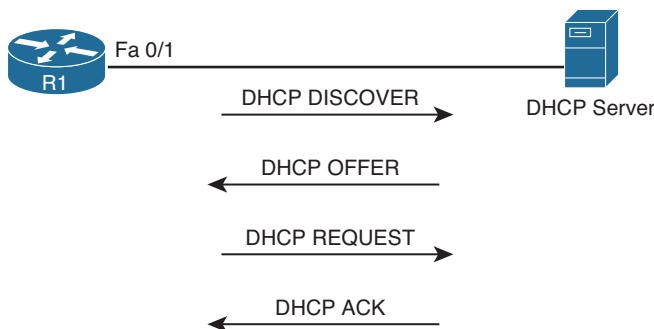 Fa 0/1
R1
DHCP Server
DHCP DISCOVER
DHCP OFFER
DHCP REQUEST
DHCP ACK